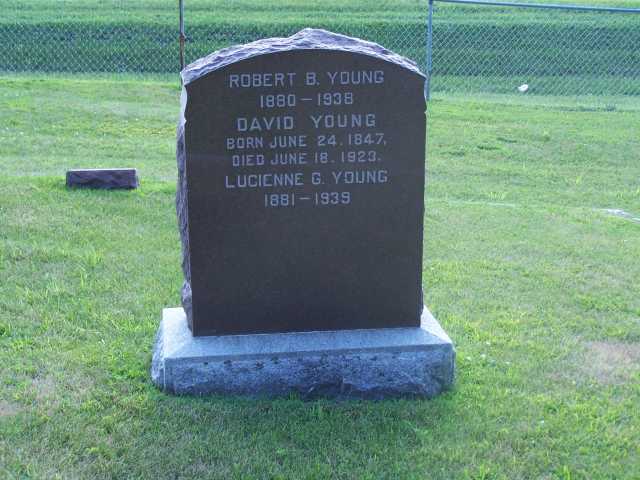 ROBERT B. YOUNG
1880 – 1938
DAVID YOUNG
BORN JUNE 24, 1847,
DIED JUNE 18, 1923.
LUCIENNE G. YOUNG
1881 – 1939